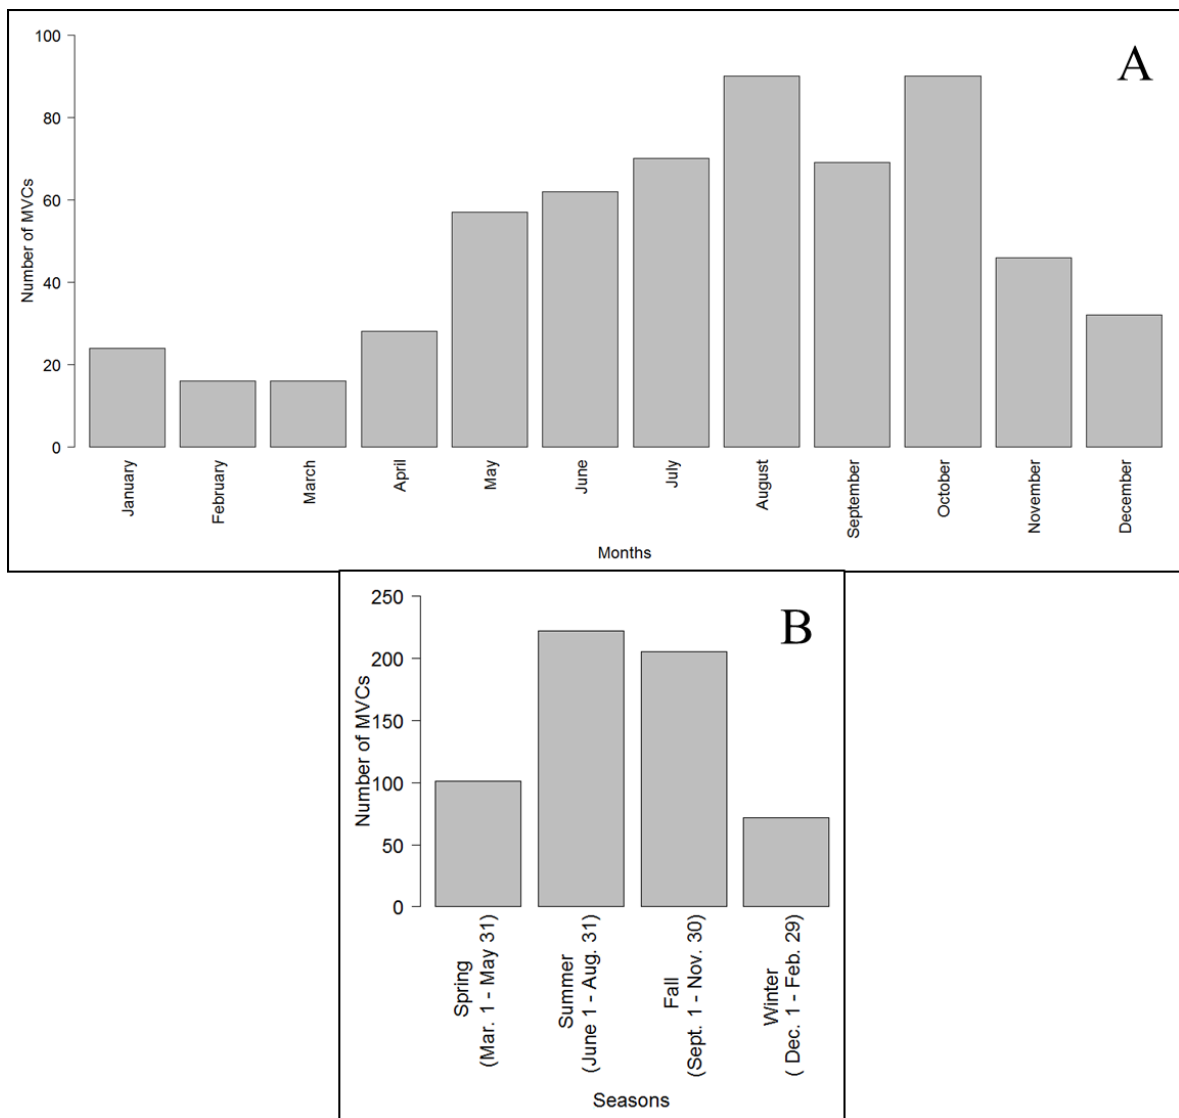 A
100
80
60
40
20
0
Number of MVCs
January
February
March
April
May
June
July
August
September
October
November
December
Months
B
250
200
150
100
50
0
Number of MVCs
Spring
(Mar. 1 - May 31)
Summer
(June 1 - Aug. 31)
Fall
(Sept. 1 - Nov. 30)
Winter
( Dec. 1 - Feb. 29)
Seasons